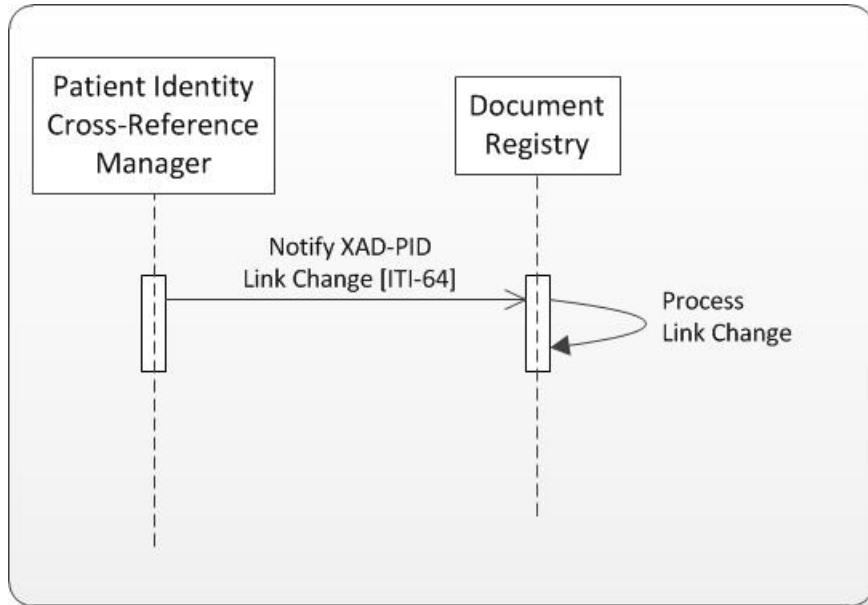 Patient Identity
Cross-Reference
Manager
Document
Registry
Notify XAD-PID
Link Change [ITI-64]
Process
Link Change